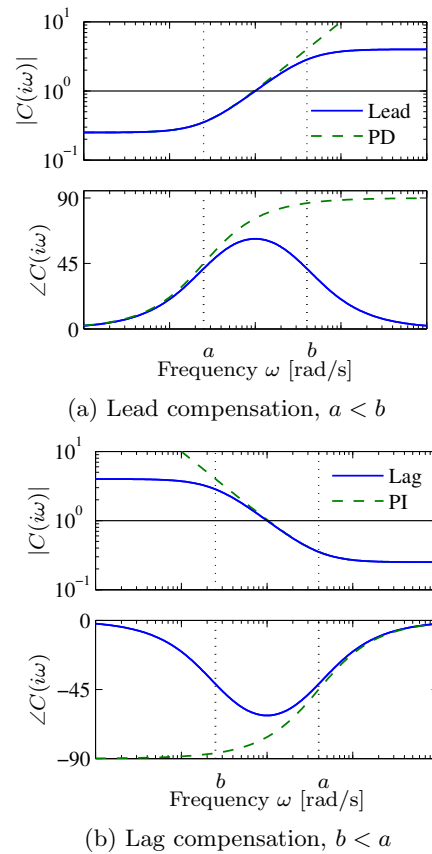 10^1
|C(iω)|
10^0
Lead
PD
10^−1
90
∠C(iω)
45
0
a b
Frequency ω [rad/s]
(a) Lead compensation, a < b
10^1
|C(iω)|
Lag
PI
10^0
10^−1
0
∠C(iω)
−45
−90
b a
Frequency ω [rad/s]
(b) Lag compensation, b < a